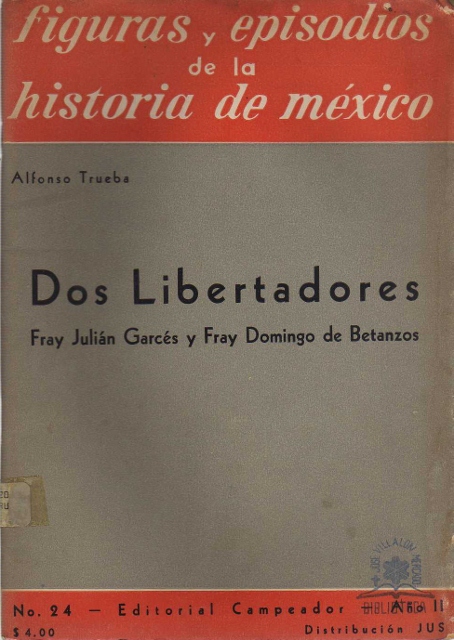 figuras y episodios
de la
historia de méxico
Alfonso Trueba
Dos Libertadores
Fray Julián Garcés y Fray Domingo de Betanzos
No. 24 — Editorial Campeador — Año II
$ 4.00
Distribución JUS
BIBLIOTECA